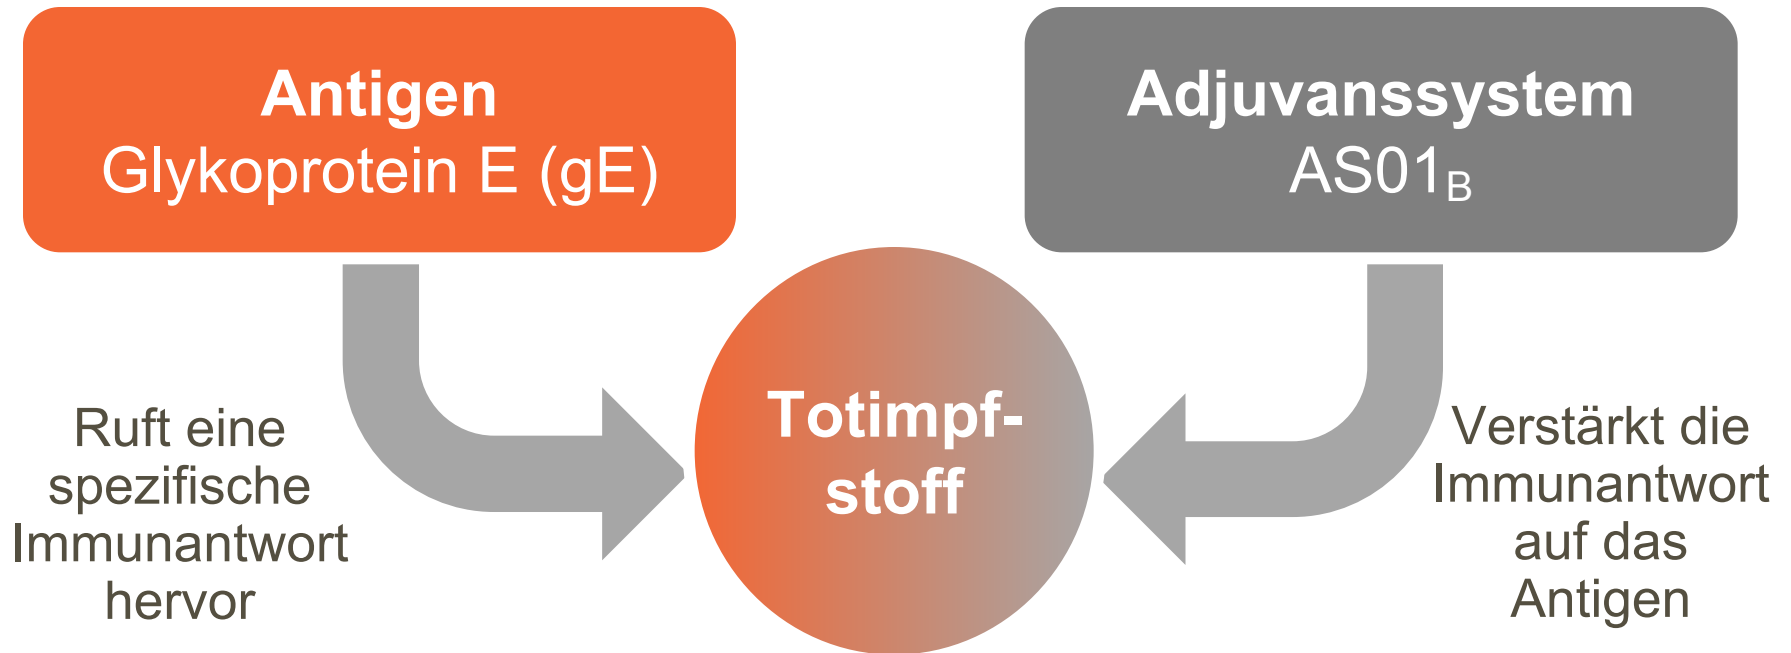 Antigen
Glykoprotein E (gE)
Adjuvanssystem
AS01B
Ruft eine
spezifische
Immunantwort
hervor
Totimpf-
stoff
Verstärkt die
Immunantwort
auf das
Antigen